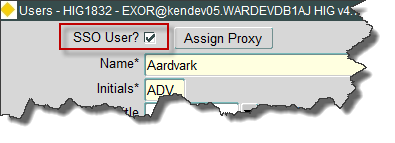 Users - HIG1832 - EXOR@kendev05.WARDEVDB1AJ HIG v4.
SSO User? Assign Proxy
Name* Aardvark
Initials* ADV